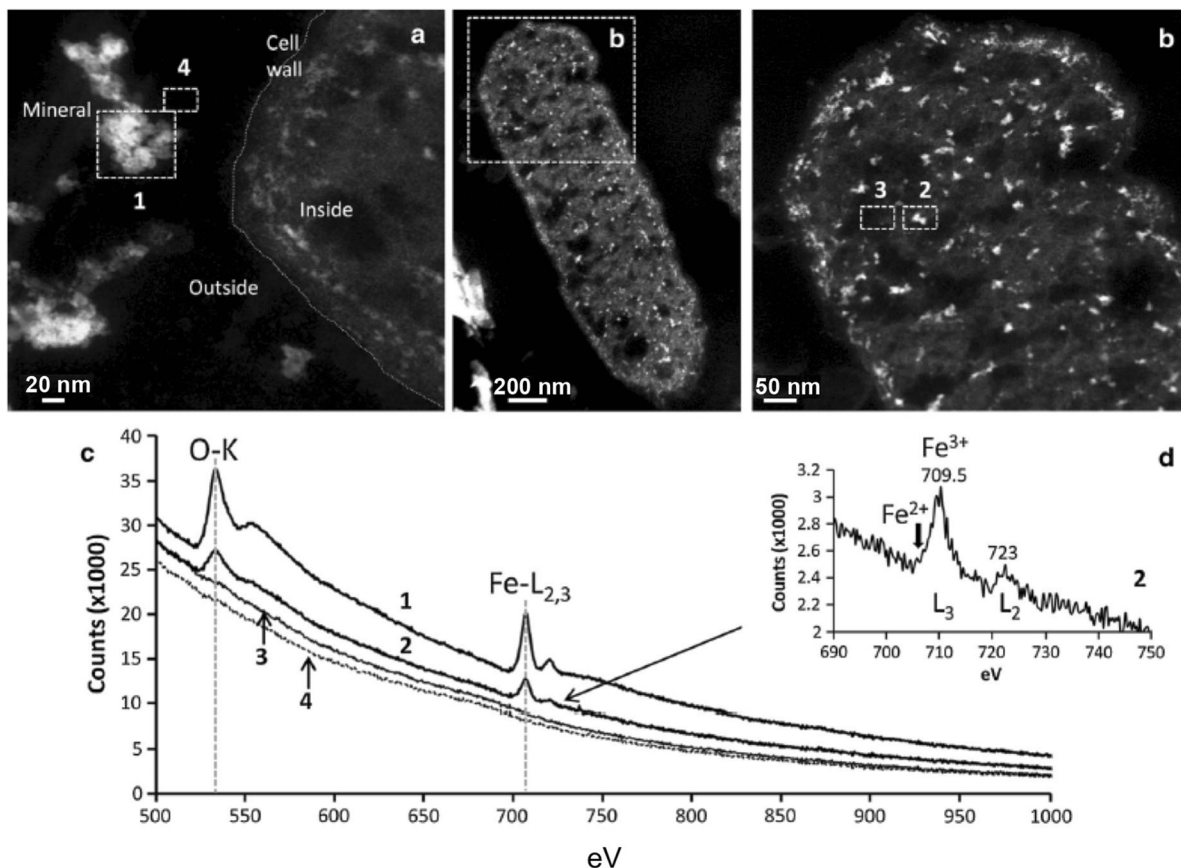 a
Cell
wall
4
Mineral
1
Inside
Outside
20 nm
b
200 nm
b
3 2
50 nm
c
O-K
Fe-L2,3
1
2
3
4
Counts (x1000)
40
35
30
25
20
15
10
5
0
500 550 600 650 700 750 800 850 900 950 1000
eV
d
Fe3+
709.5
Fe2+
723
2
L3 L2
Counts (x1000)
3.2
3
2.8
2.6
2.4
2.2
2
690 700 710 720 730 740 750
eV